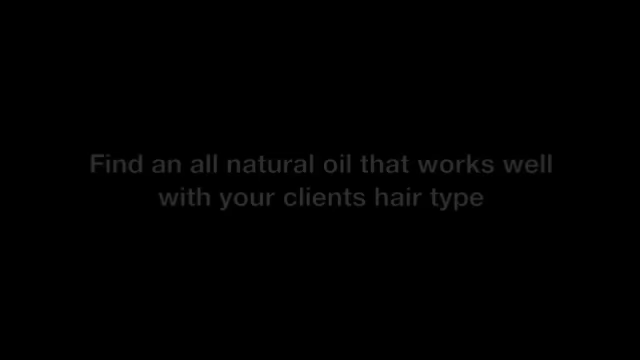 Find an all natural oil that works well
with your clients hair type